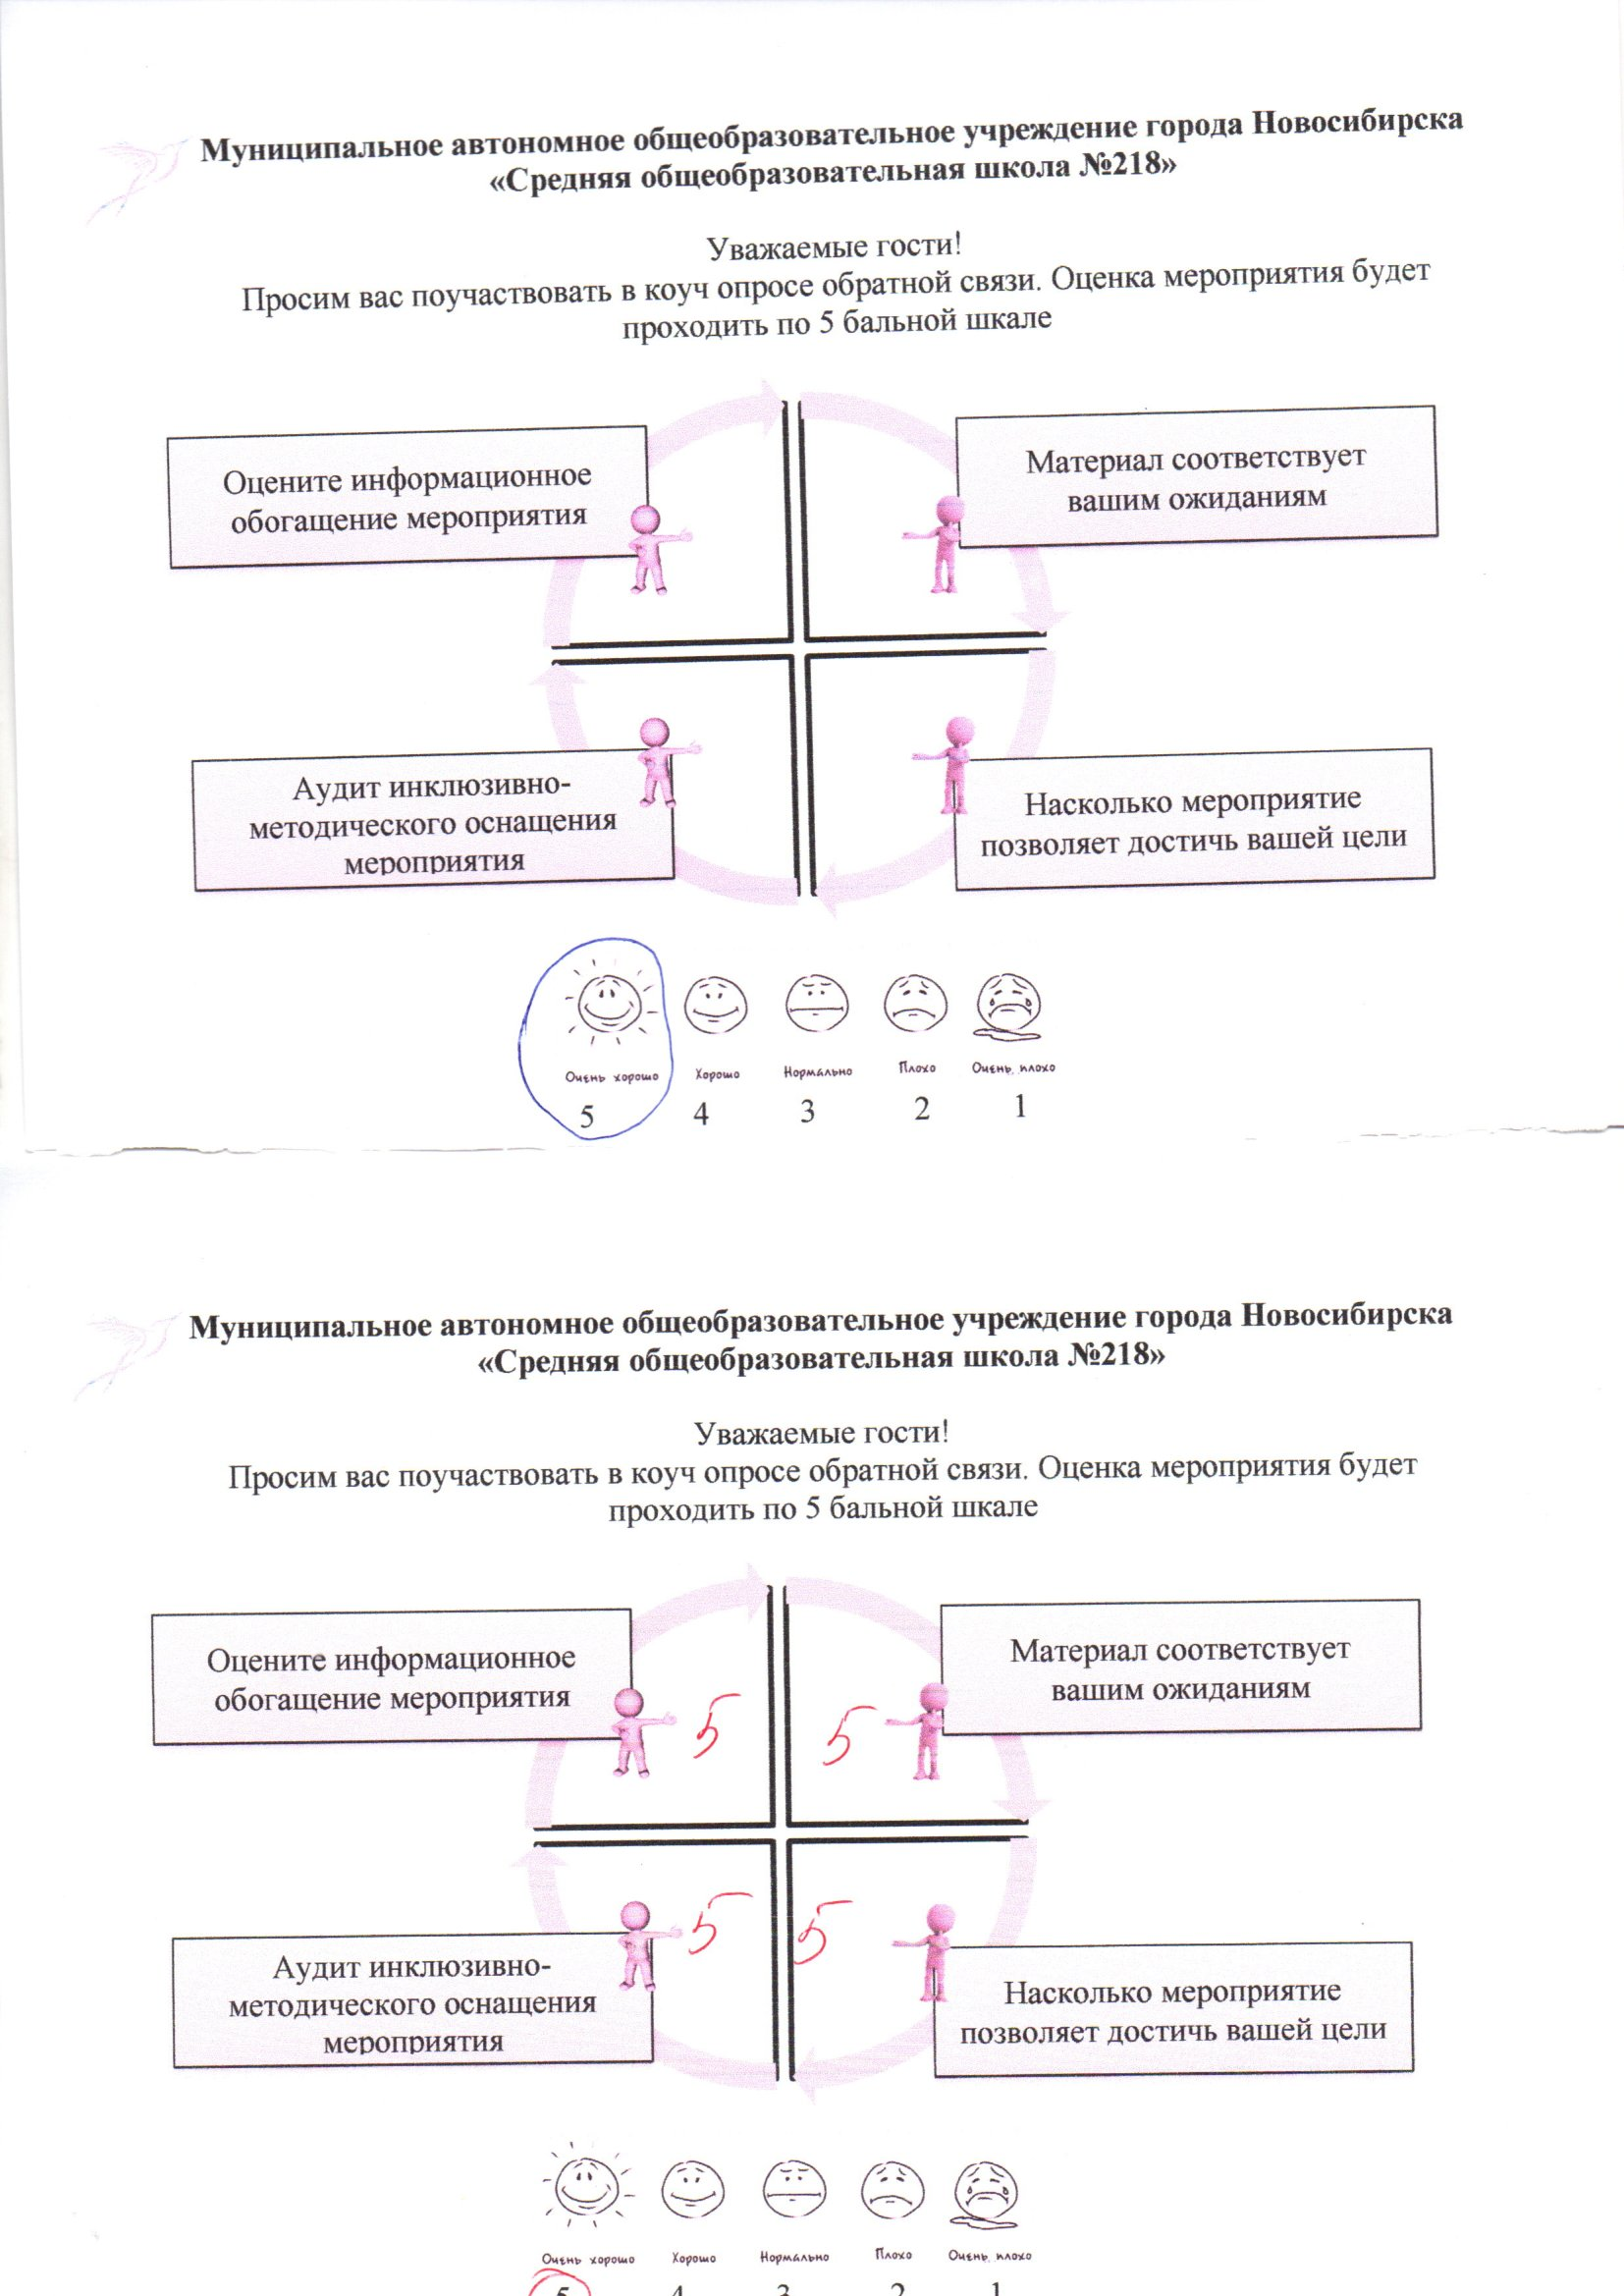 Муниципальное автономное общеобразовательное учреждение города Новосибирска
«Средняя общеобразовательная школа №218»
Уважаемые гости!
Просим вас поучаствовать в коуч опросе обратной связи. Оценка мероприятия будет
проходить по 5 бальной шкале
Оцените информационное
обогащение мероприятия
Материал соответствует
вашим ожиданиям
Аудит инклюзивно-
методического оснащения
мероприятия
Насколько мероприятие
позволяет достичь вашей цели
Очень хорошо Хорошо Нормально Плохо Очень плохо
5 4 3 2 1
Муниципальное автономное общеобразовательное учреждение города Новосибирска
«Средняя общеобразовательная школа №218»
Уважаемые гости!
Просим вас поучаствовать в коуч опросе обратной связи. Оценка мероприятия будет
проходить по 5 бальной шкале
Оцените информационное
обогащение мероприятия
5 5
Материал соответствует
вашим ожиданиям
Аудит инклюзивно-
методического оснащения
мероприятия
5 5
Насколько мероприятие
позволяет достичь вашей цели
Очень хорошо Хорошо Нормально Плохо Очень плохо
5 4 3 2 1